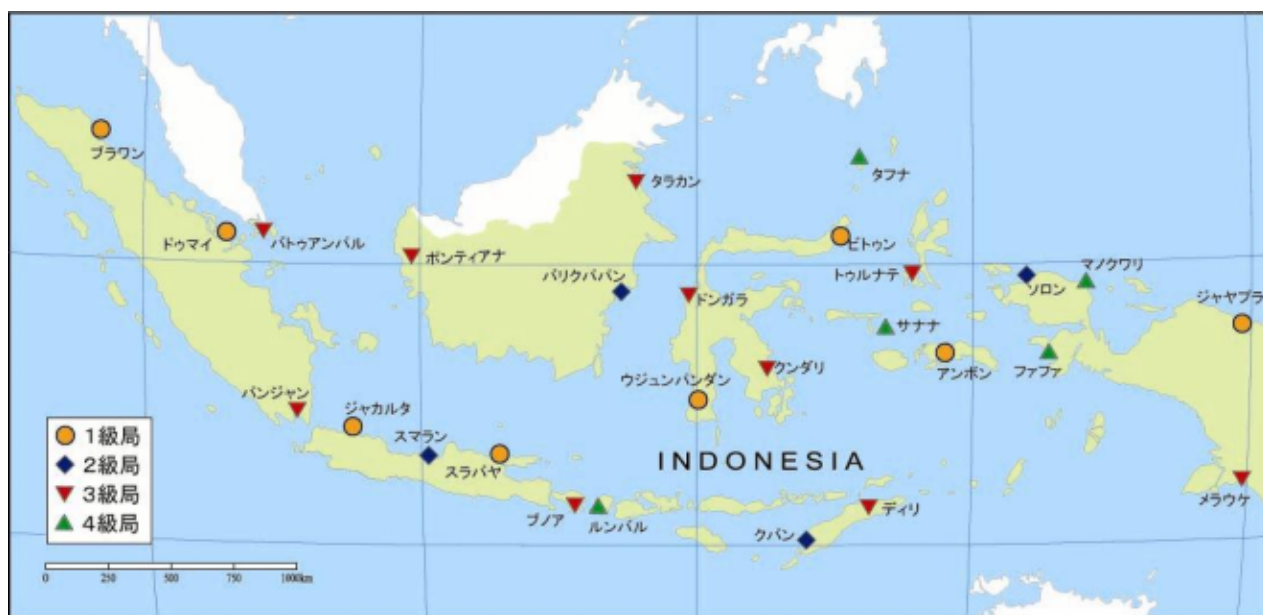 ブラワン
タフナ
タラカン
ドゥマイ
バトゥアンバル
ビトゥン
ポンティアナ
マノクワリ
トゥルナテ
バリクパパン
ソロン
ドンガラ
ジャヤプラ
サナナ
クンダリ
アンボン
ファファ
ウジュンパンダン
パンジャン
ジャカルタ
スマラン
スラバヤ
INDONESIA
メラウケ
ブノア
ルンバル
ディリ
クパン
1級局
2級局
3級局
4級局
0 250 500 750 1000km